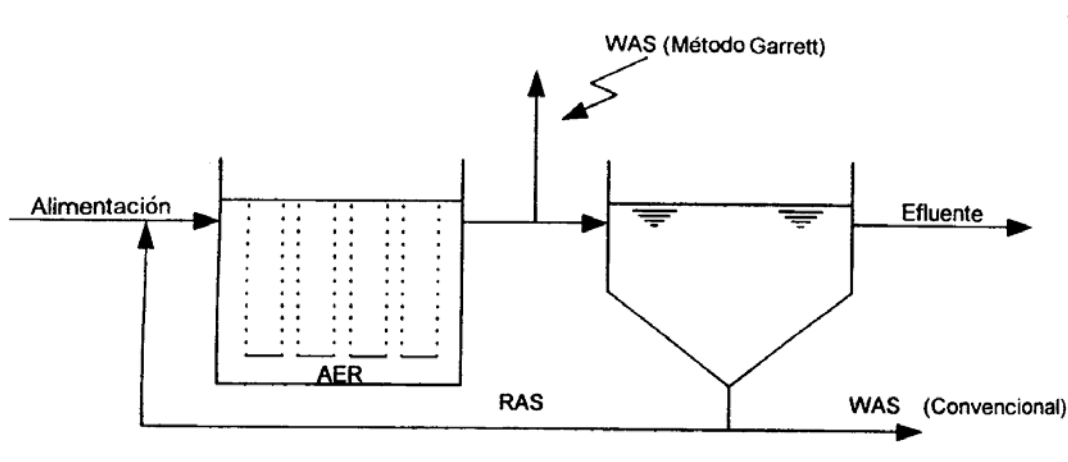 WAS (Método Garrett)
Alimentación
Efluente
AER
RAS
WAS (Convencional)